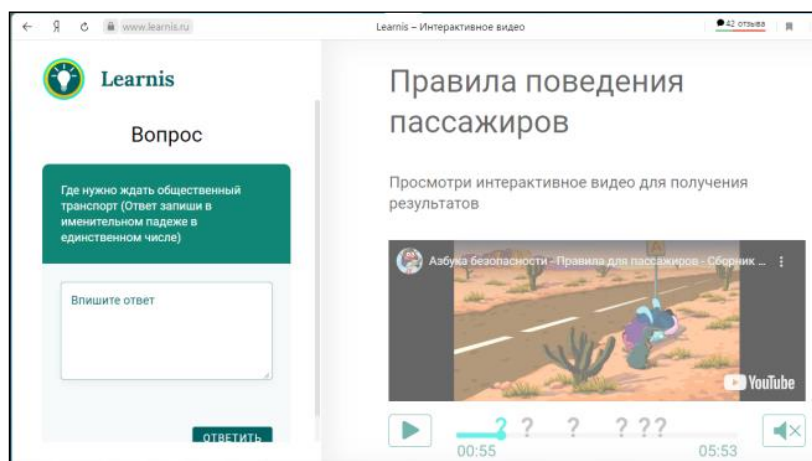 Я
www.learnis.ru
Learnis – Интерактивное видео
42 отзыва
Learnis
Вопрос
Где нужно ждать общественный
транспорт (Ответ запиши в
именительном падеже в
единственном числе)
Впишите ответ
ОТВЕТИТЬ
Правила поведения
пассажиров
Просмотри интерактивное видео для получения
результатов
Азбука безопасности - Правила для пассажиров - Сборник ...
A
YouTube
? ? ? ? ??
00:55
05:53